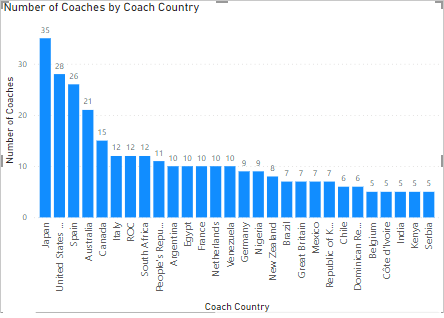 Number of Coaches by Coach Country
Number of Coaches
30
20
10
0
35
28
26
21
15
12
12
12
11
10
10
10
10
10
9
9
8
7
7
7
7
6
6
5
5
5
5
5
Japan
United States ...
Spain
Australia
Canada
Italy
ROC
South Africa
People's Repu...
Argentina
Egypt
France
Netherlands
Venezuela
Germany
Nigeria
New Zealand
Brazil
Great Britain
Mexico
Republic of K...
Chile
Dominican Re...
Belgium
Côte d'Ivoire
India
Kenya
Serbia
Coach Country